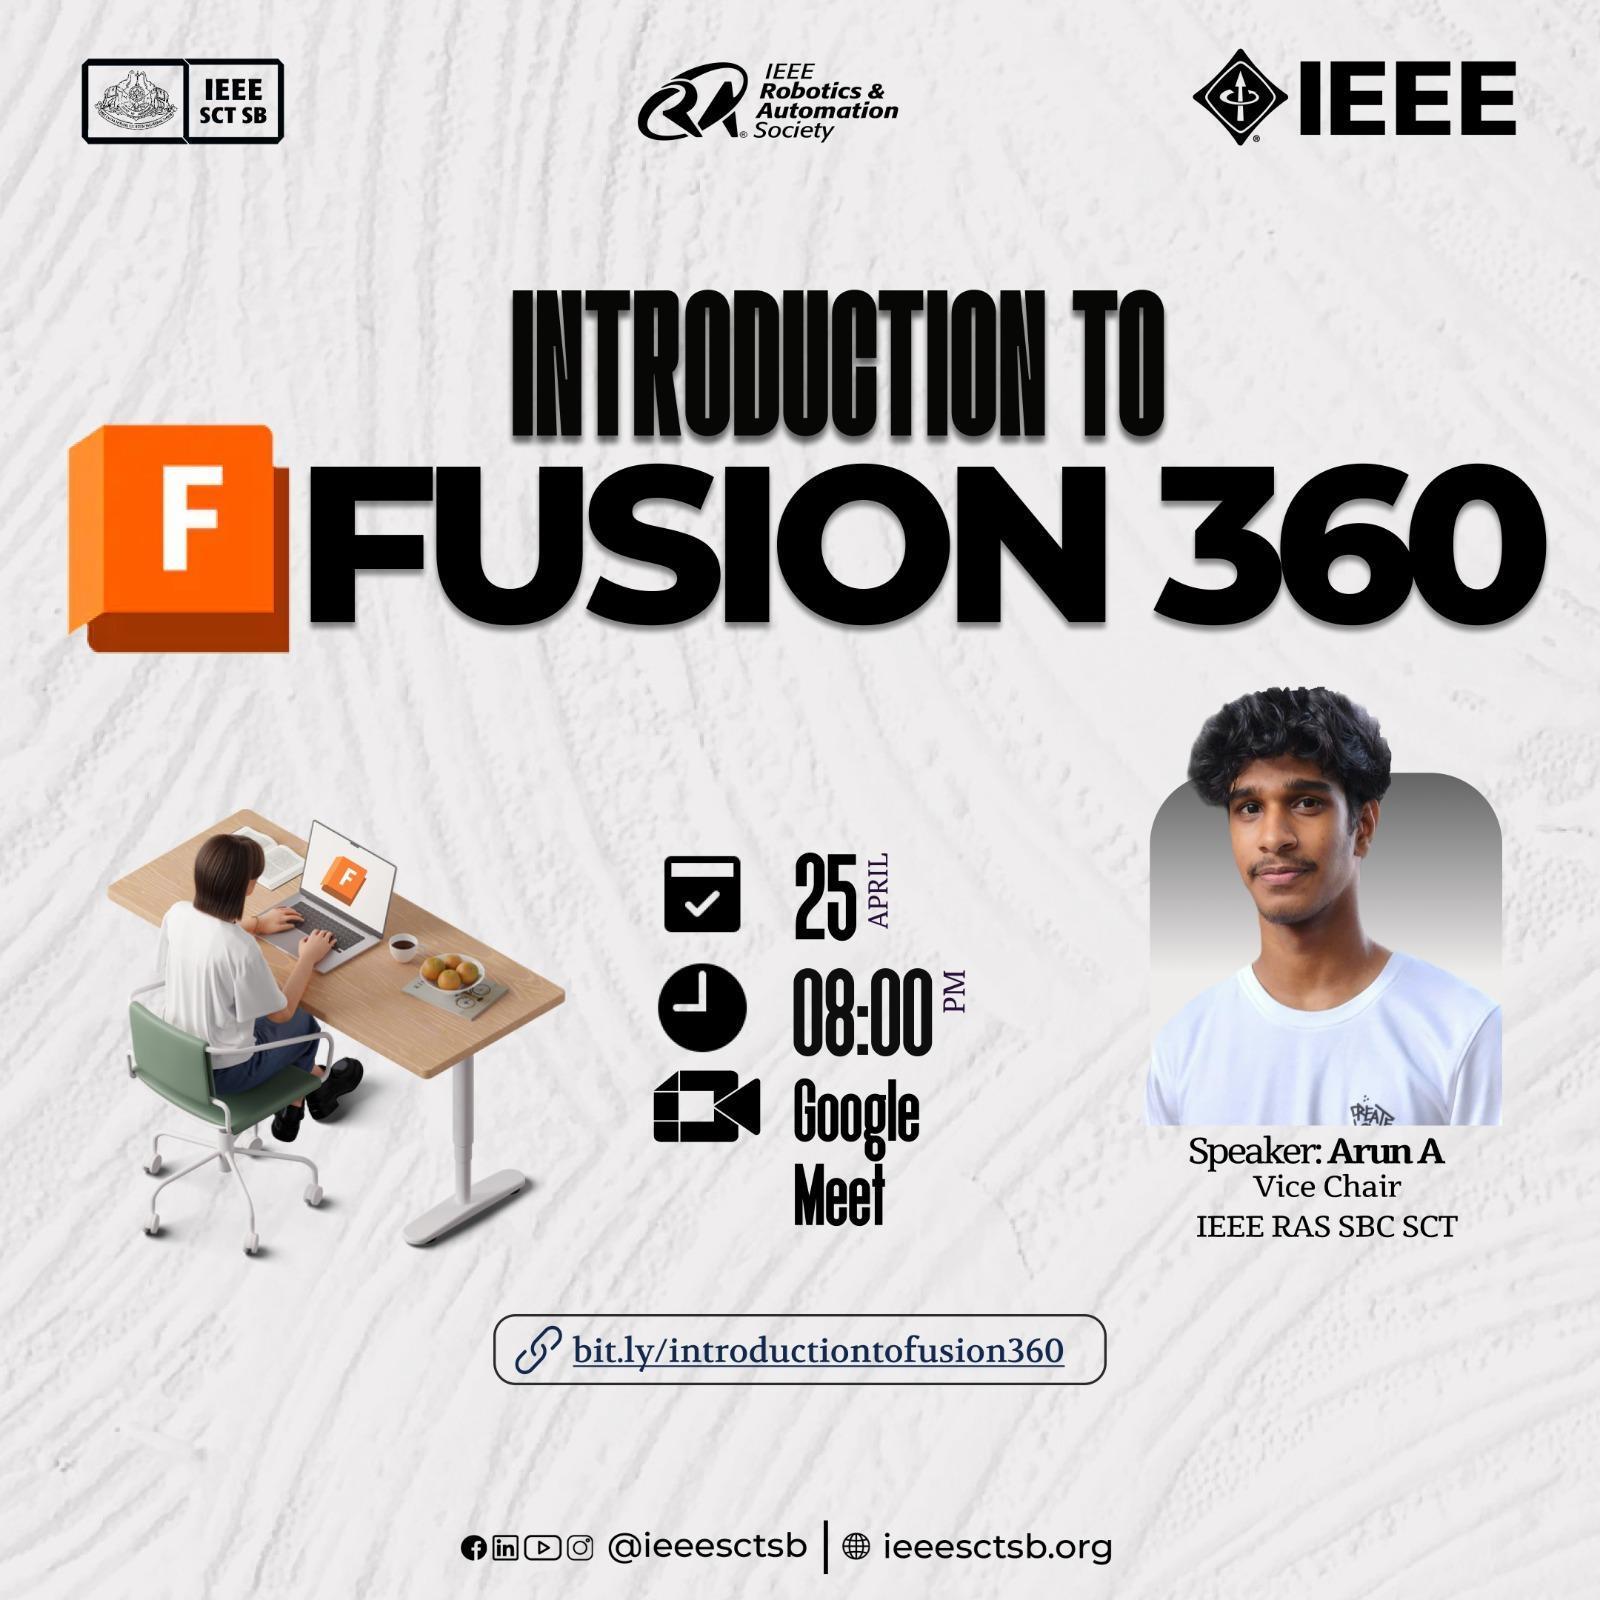 IEEE
SCT SB
IEEE
Robotics &
Automation
Society
IEEE
INTRODUCTION TO
F
FUSION 360
F
25 APRIL
08:00 PM
Google
Meet
CREATE
Speaker: Arun A
Vice Chair
IEEE RAS SBC SCT
bit.ly/introductiontofusion360
@ieeesctsb | ieeesctsb.org